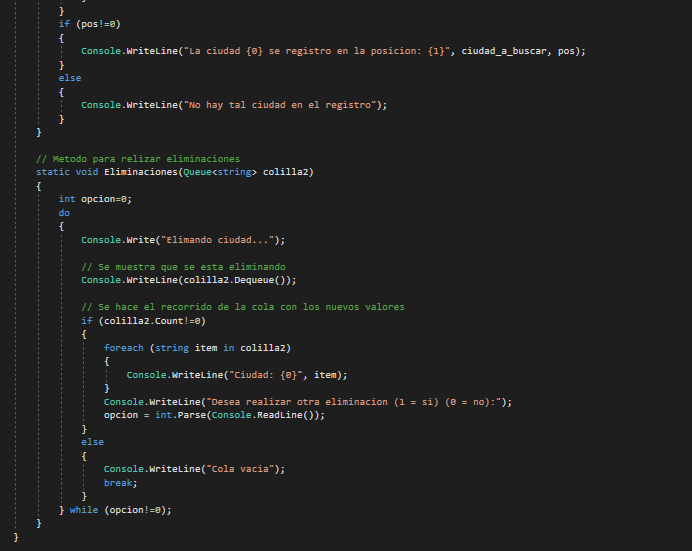 }
if (pos!=0)
{
Console.WriteLine("La ciudad {0} se registro en la posicion: {1}", ciudad_a_buscar, pos);
}
else
{
Console.WriteLine("No hay tal ciudad en el registro");
}
}
// Metodo para relizar eliminaciones
static void Eliminaciones(Queue<string> colilla2)
{
int opcion=0;
do
{
Console.Write("Elimando ciudad...");
// Se muestra que se esta eliminando
Console.WriteLine(colilla2.Dequeue());
// Se hace el recorrido de la cola con los nuevos valores
if (colilla2.Count!=0)
{
foreach (string item in colilla2)
{
Console.WriteLine("Ciudad: {0}", item);
}
Console.WriteLine("Desea realizar otra eliminacion (1 = si) (0 = no):");
opcion = int.Parse(Console.ReadLine());
}
else
{
Console.WriteLine("Cola vacia");
break;
}
} while (opcion!=0);
}
}